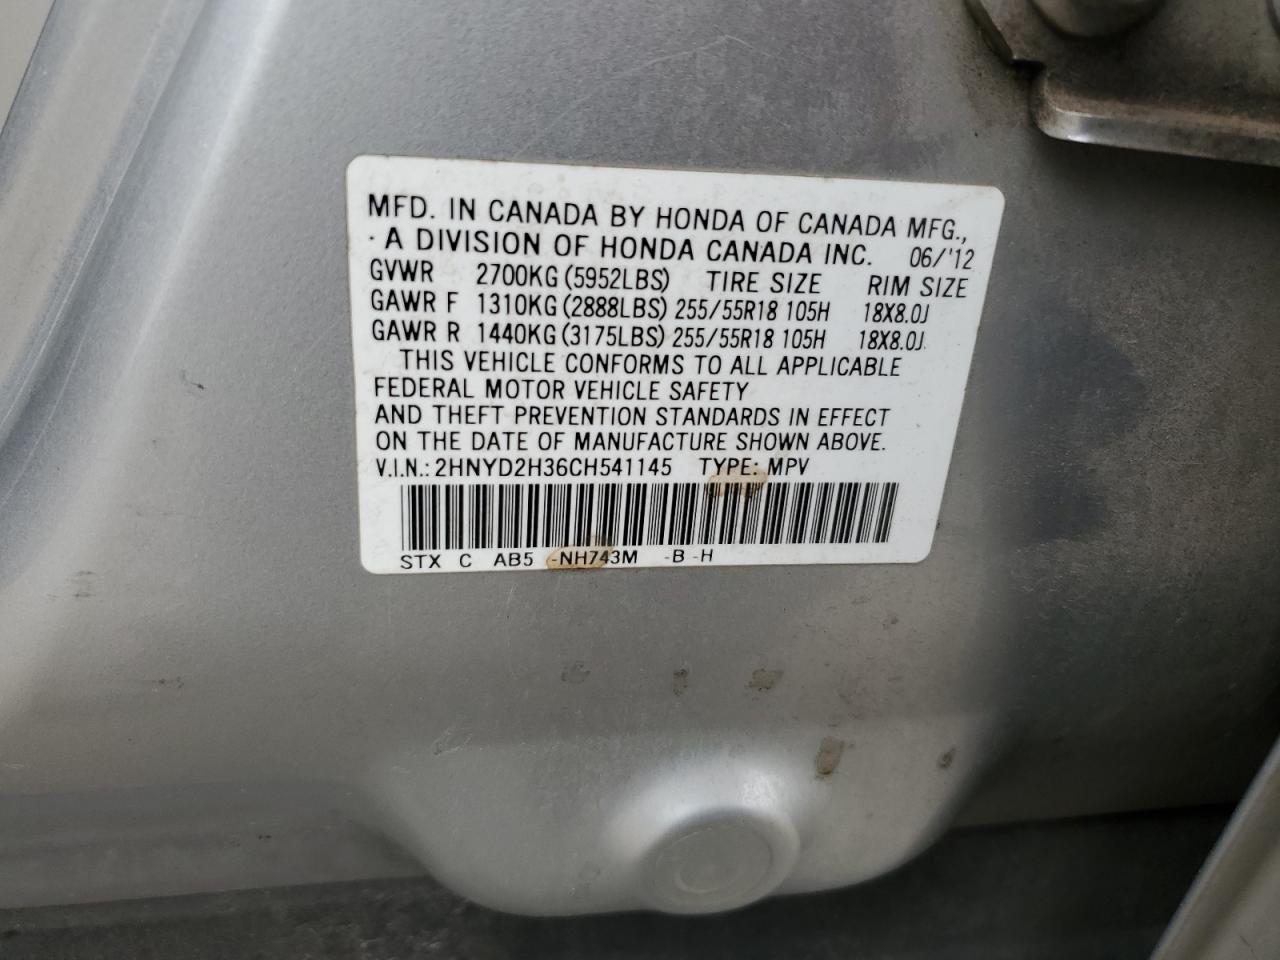 MFD. IN CANADA BY HONDA OF CANADA MFG.,
A DIVISION OF HONDA CANADA INC. 06/'12
GVWR 2700KG (5952LBS) TIRE SIZE RIM SIZE
GAWR F 1310KG (2888LBS) 255/55R18 105H 18X8.0J
GAWR R 1440KG (3175LBS) 255/55R18 105H 18X8.0J
THIS VEHICLE CONFORMS TO ALL APPLICABLE
FEDERAL MOTOR VEHICLE SAFETY
AND THEFT PREVENTION STANDARDS IN EFFECT
ON THE DATE OF MANUFACTURE SHOWN ABOVE.
V.I.N.: 2HNYD2H36CH541145 TYPE: MPV
STX C AB5 -NH743M -B -H